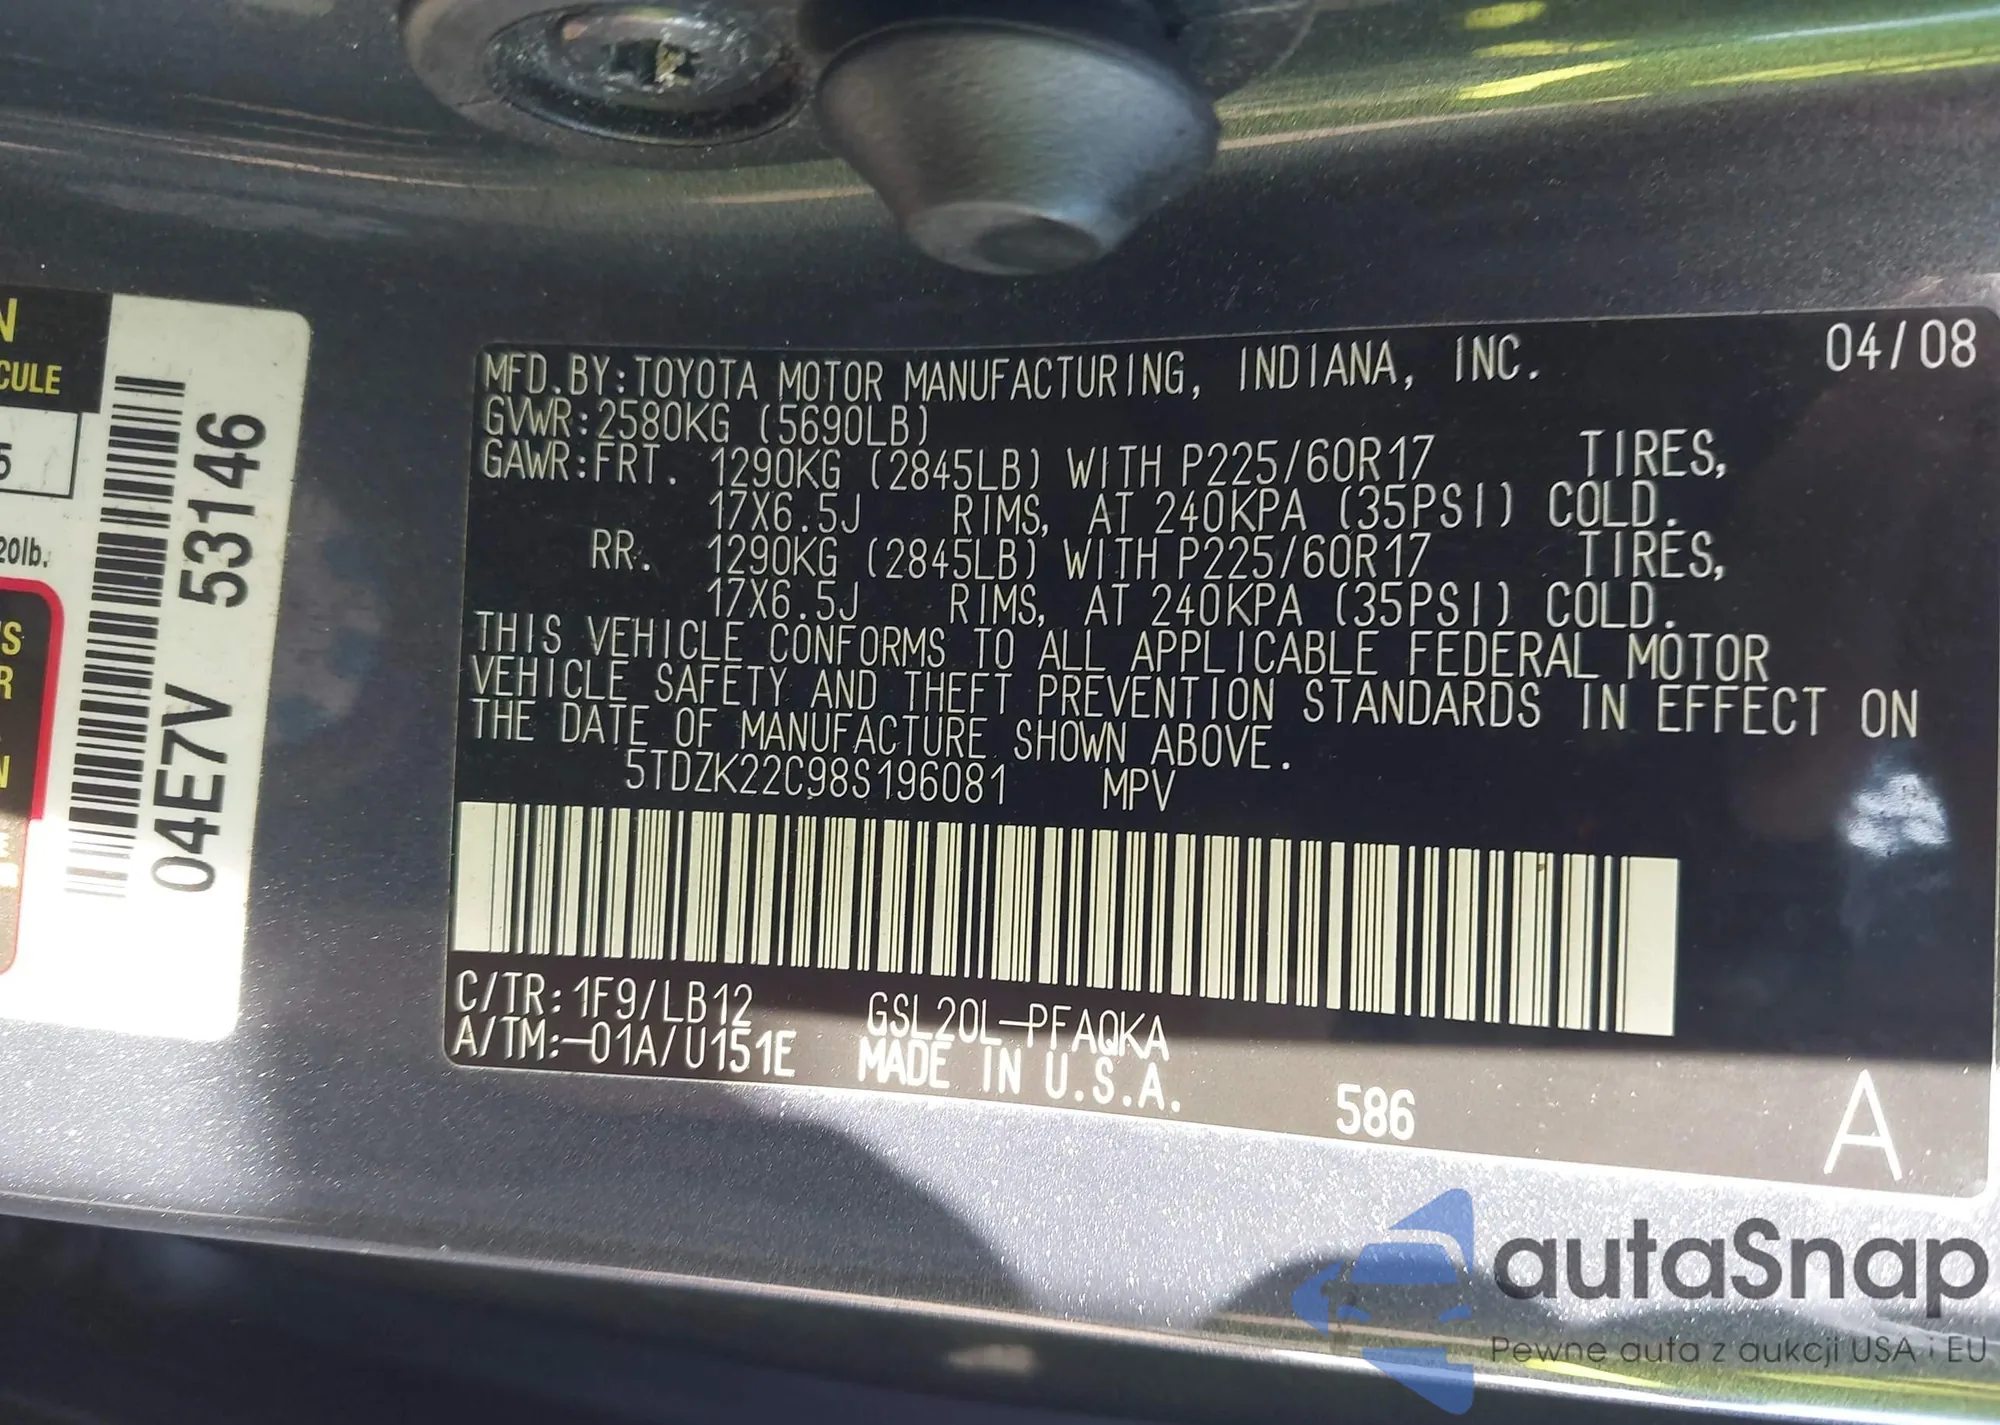 N
CULE
5
20lb.
'S
R
N
04E7V 53146
04/08
MFD.BY:TOYOTA MOTOR MANUFACTURING, INDIANA, INC.
GVWR:2580KG (5690LB)
GAWR:FRT. 1290KG (2845LB) WITH P225/60R17 TIRES,
17X6.5J RIMS, AT 240KPA (35PSI) COLD.
RR. 1290KG (2845LB) WITH P225/60R17 TIRES,
17X6.5J RIMS, AT 240KPA (35PSI) COLD.
THIS VEHICLE CONFORMS TO ALL APPLICABLE FEDERAL MOTOR
VEHICLE SAFETY AND THEFT PREVENTION STANDARDS IN EFFECT ON
THE DATE OF MANUFACTURE SHOWN ABOVE.
5TDZK22C98S196081 MPV
C/TR:1F9/LB12 GSL20L-PFAQKA
A/TM:-01A/U151E MADE IN U.S.A.
586
A
autaSnap
Pewne auta z aukcji USA i EU